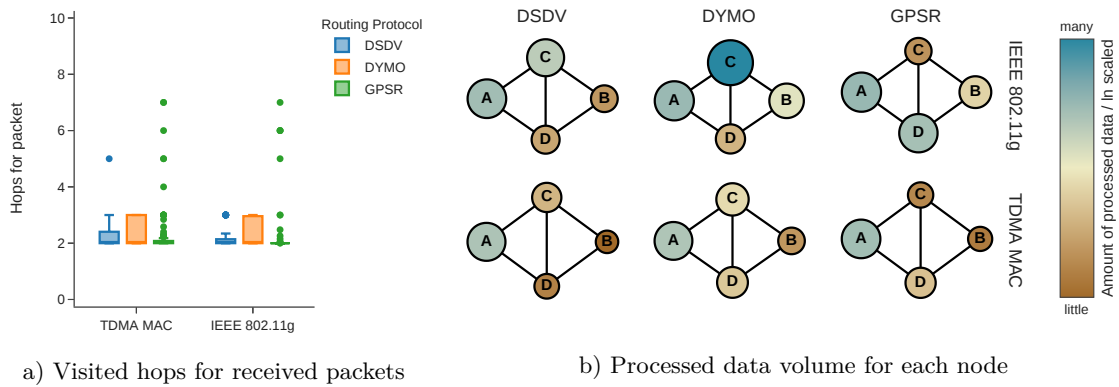 10
8
6
4
2
0
Hops for packet
TDMA MAC
IEEE 802.11g
Routing Protocol
DSDV
DYMO
GPSR
a) Visited hops for received packets
DSDV
DYMO
GPSR
C
A
B
D
C
A
B
D
C
A
B
D
IEEE 802.11g
C
A
B
D
C
A
B
D
C
A
B
D
TDMA MAC
many
little
Amount of processed data / ln scaled
b) Processed data volume for each node